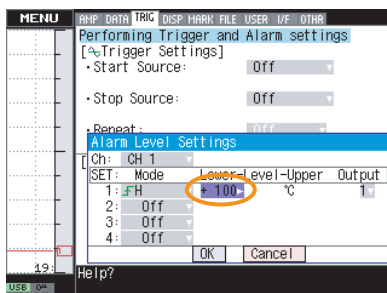 MENU AMP DATA TRIG DISP MARK FILE USER I/F OTHR
Performing Trigger and Alarm settings
[Trigger Settings]
・Start Source: Off
・Stop Source: Off
・Repeat: Off
Alarm Level Settings
[ Ch: CH 1
SET: Mode Lower-Level-Upper Output
1: H + 100 ℃ 1
2: Off
3: Off
4: Off
OK Cancel
19:
Help?
USB